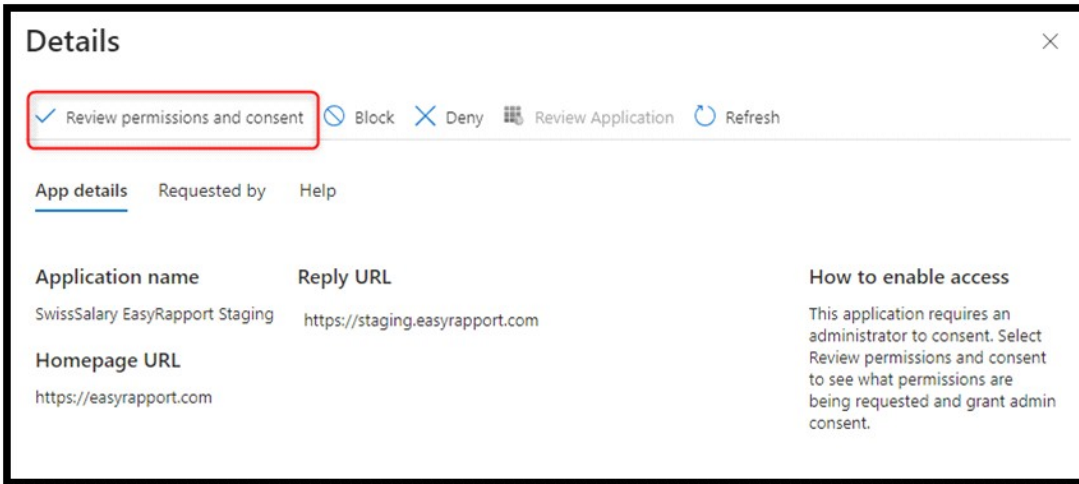 Details
Review permissions and consent Block Deny Review Application Refresh
App details Requested by Help
Application name
SwissSalary EasyRapport Staging
Reply URL
https://staging.easyrapport.com
Homepage URL
https://easyrapport.com
How to enable access
This application requires an
administrator to consent. Select
Review permissions and consent
to see what permissions are
being requested and grant admin
consent.